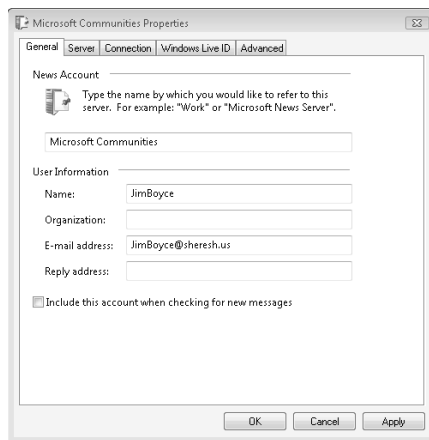 Microsoft Communities Properties
General Server Connection Windows Live ID Advanced
News Account
Type the name by which you would like to refer to this
server. For example: "Work" or "Microsoft News Server".
Microsoft Communities
User Information
Name: JimBoyce
Organization:
E-mail address: JimBoyce@sheresh.us
Reply address:
Include this account when checking for new messages
OK Cancel Apply